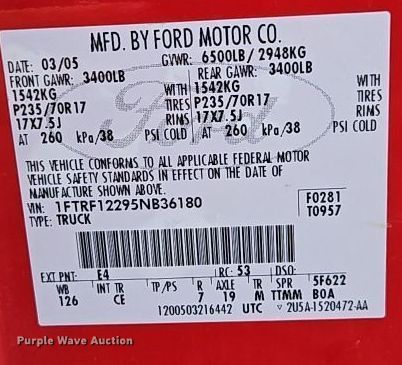 MFD. BY FORD MOTOR CO.
DATE: 03/05 GVWR: 6500LB/2948KG
FRONT GAWR: 3400LB REAR GAWR: 3400LB
1542KG WITH 1542KG WITH
P235/70R17 TIRES P235/70R17 TIRES
17X7.5J RIMS 17X7.5J RIMS
AT 260 kPa/38 PSI COLD AT 260 kPa/38 PSI COLD
THIS VEHICLE CONFORMS TO ALL APPLICABLE FEDERAL MOTOR
VEHICLE SAFETY STANDARDS IN EFFECT ON THE DATE OF
MANUFACTURE SHOWN ABOVE.
VIN: 1FTRF12295NB36180 F0281
TYPE: TRUCK T0957
Ford
EXT PNT: E4 RC: 53 DSO:
WB INT TR TP/PS R AXLE TR SPR 5F622
126 CE 7 19 M TTMM BOA
1200503216442 UTC 2U5A-1520472-AA
Purple Wave Auction